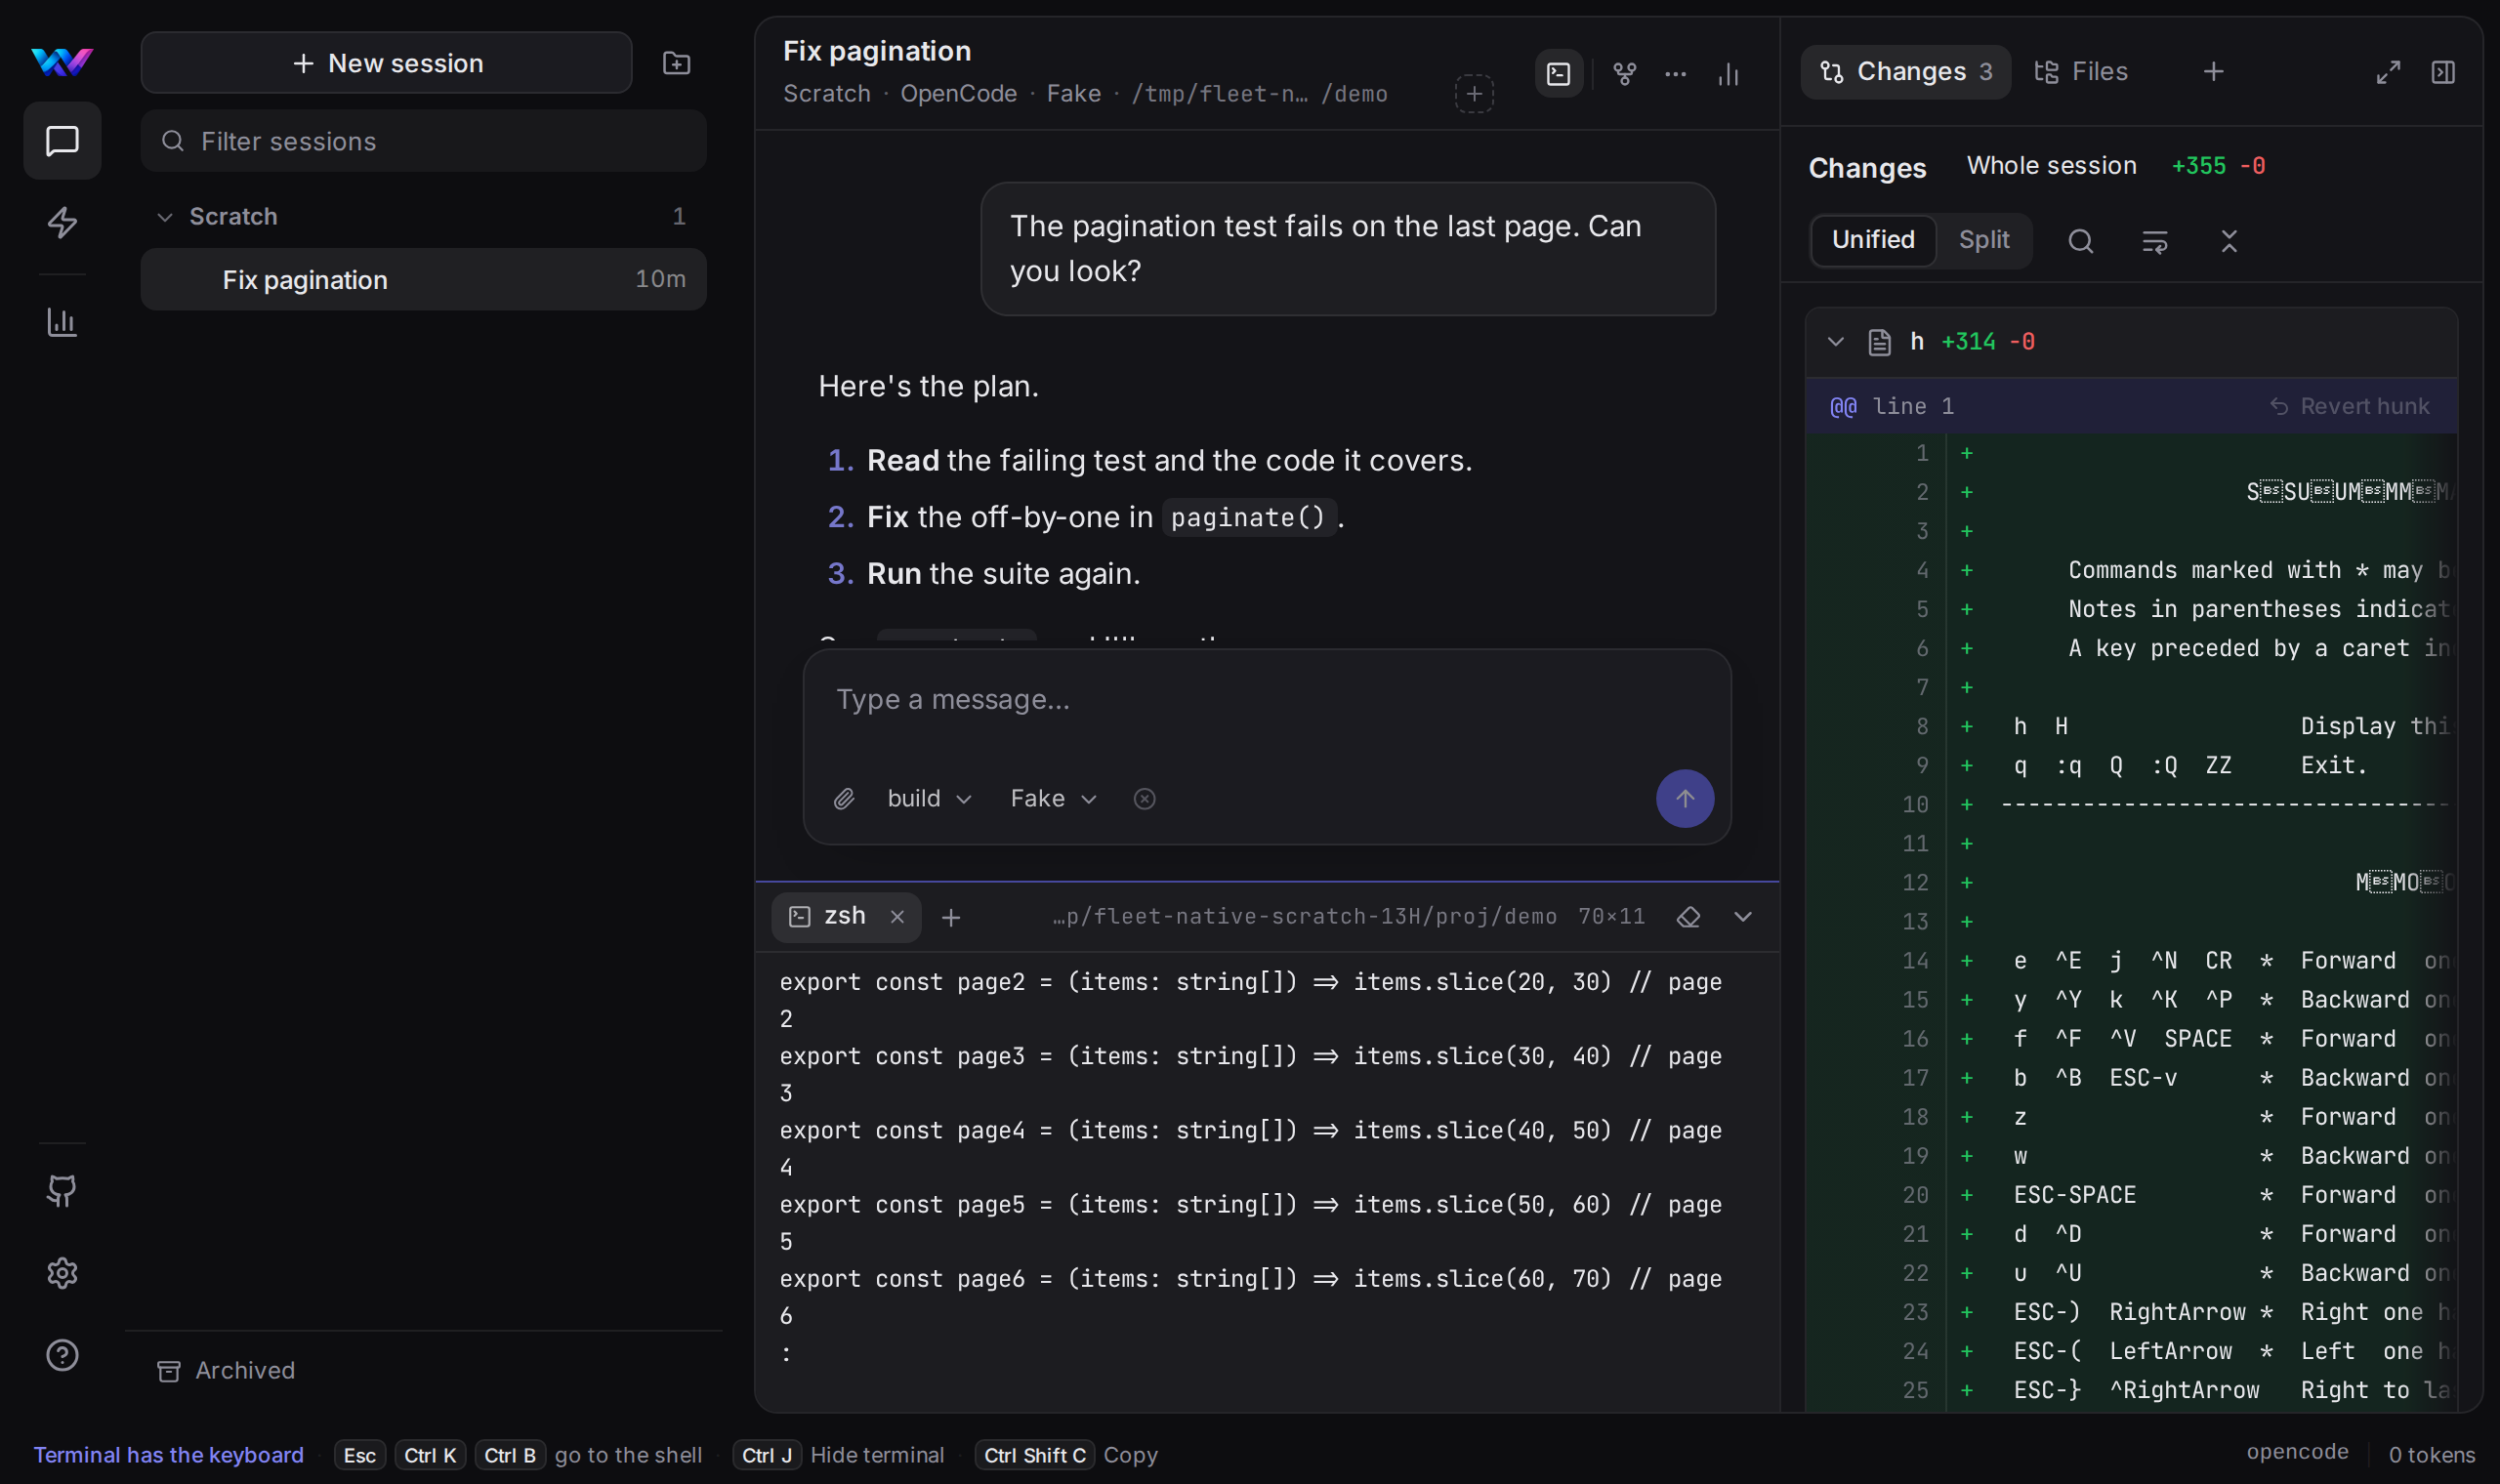 New session
Filter sessions
Scratch 1
Fix pagination 10m
Archived
Fix pagination
Scratch · OpenCode · Fake · /tmp/fleet-n… /demo
The pagination test fails on the last page. Can
you look?
Here's the plan.
1. Read the failing test and the code it covers.
2. Fix the off-by-one in paginate().
3. Run the suite again.
Type a message...
build Fake
zsh …p/fleet-native-scratch-13H/proj/demo 70×11
export const page2 = (items: string[]) => items.slice(20, 30) // page
2
export const page3 = (items: string[]) => items.slice(30, 40) // page
3
export const page4 = (items: string[]) => items.slice(40, 50) // page
4
export const page5 = (items: string[]) => items.slice(50, 60) // page
5
export const page6 = (items: string[]) => items.slice(60, 70) // page
6
:
Changes 3 Files
Changes Whole session +355 -0
Unified Split
h +314 -0
@@ line 1 Revert hunk
1 +
2 + S␈SU␈UM␈MM␈M
3 +
4 + Commands marked with * may
5 + Notes in parentheses
6 + A key preceded by a caret
7 +
8 + h H Display this
9 + q :q Q :Q ZZ Exit.
10 + ---------------------------------
11 +
12 + M␈MO␈O
13 +
14 + e ^E j ^N CR * Forward
15 + y ^Y k ^K ^P * Backward
16 + f ^F ^V SPACE * Forward
17 + b ^B ESC-v * Backward
18 + z * Forward
19 + w * Backward
20 + ESC-SPACE * Forward
21 + d ^D * Forward
22 + u ^U * Backward
23 + ESC-) RightArrow * Right one
24 + ESC-( LeftArrow * Left one
25 + ESC-} ^RightArrow Right to
Terminal has the keyboard · Esc Ctrl K Ctrl B go to the shell · Ctrl J Hide terminal · Ctrl Shift C Copy
opencode 0 tokens